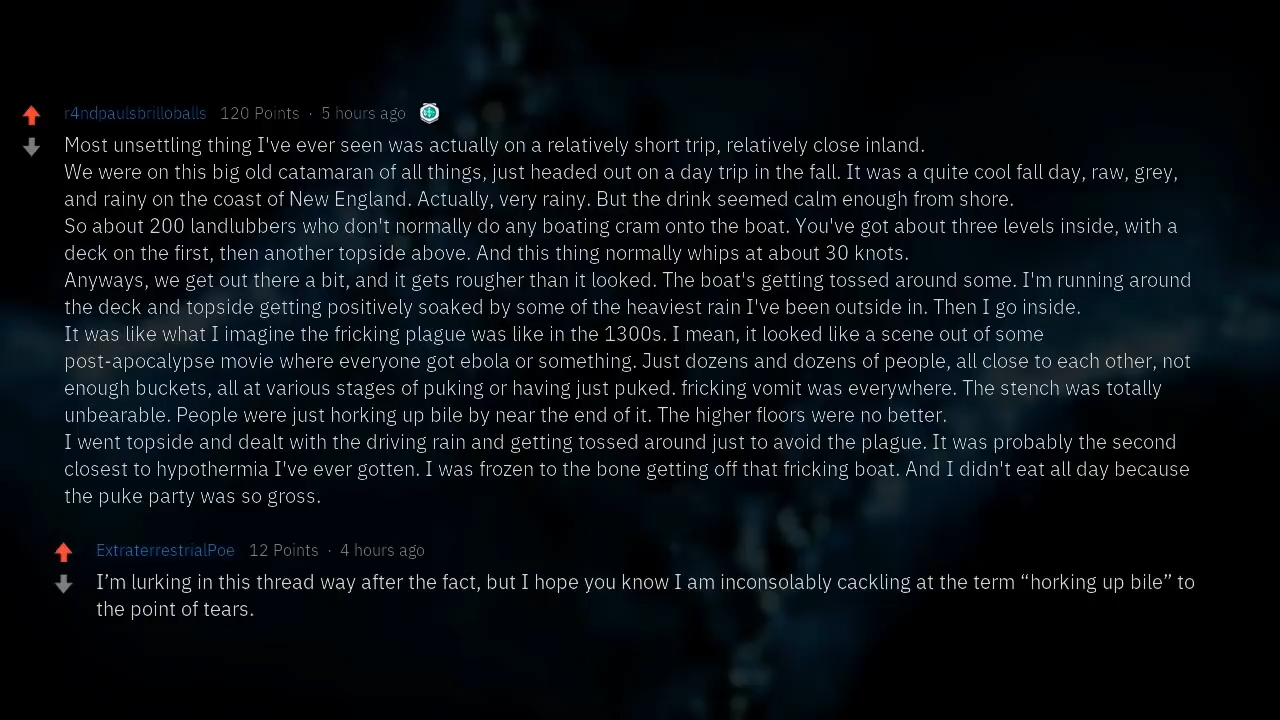 r4ndpaulsbrilloballs 120 Points · 5 hours ago
Most unsettling thing I've ever seen was actually on a relatively short trip, relatively close inland.
We were on this big old catamaran of all things, just headed out on a day trip in the fall. It was a quite cool fall day, raw, grey,
and rainy on the coast of New England. Actually, very rainy. But the drink seemed calm enough from shore.
So about 200 landlubbers who don't normally do any boating cram onto the boat. You've got about three levels inside, with a
deck on the first, then another topside above. And this thing normally whips at about 30 knots.
Anyways, we get out there a bit, and it gets rougher than it looked. The boat's getting tossed around some. I'm running around
the deck and topside getting positively soaked by some of the heaviest rain I've been outside in. Then I go inside.
It was like what I imagine the fricking plague was like in the 1300s. I mean, it looked like a scene out of some
post-apocalypse movie where everyone got ebola or something. Just dozens and dozens of people, all close to each other, not
enough buckets, all at various stages of puking or having just puked. fricking vomit was everywhere. The stench was totally
unbearable. People were just horking up bile by near the end of it. The higher floors were no better.
I went topside and dealt with the driving rain and getting tossed around just to avoid the plague. It was probably the second
closest to hypothermia I've ever gotten. I was frozen to the bone getting off that fricking boat. And I didn't eat all day because
the puke party was so gross.
ExtraterrestrialPoe 12 Points · 4 hours ago
I’m lurking in this thread way after the fact, but I hope you know I am inconsolably cackling at the term “horking up bile” to
the point of tears.